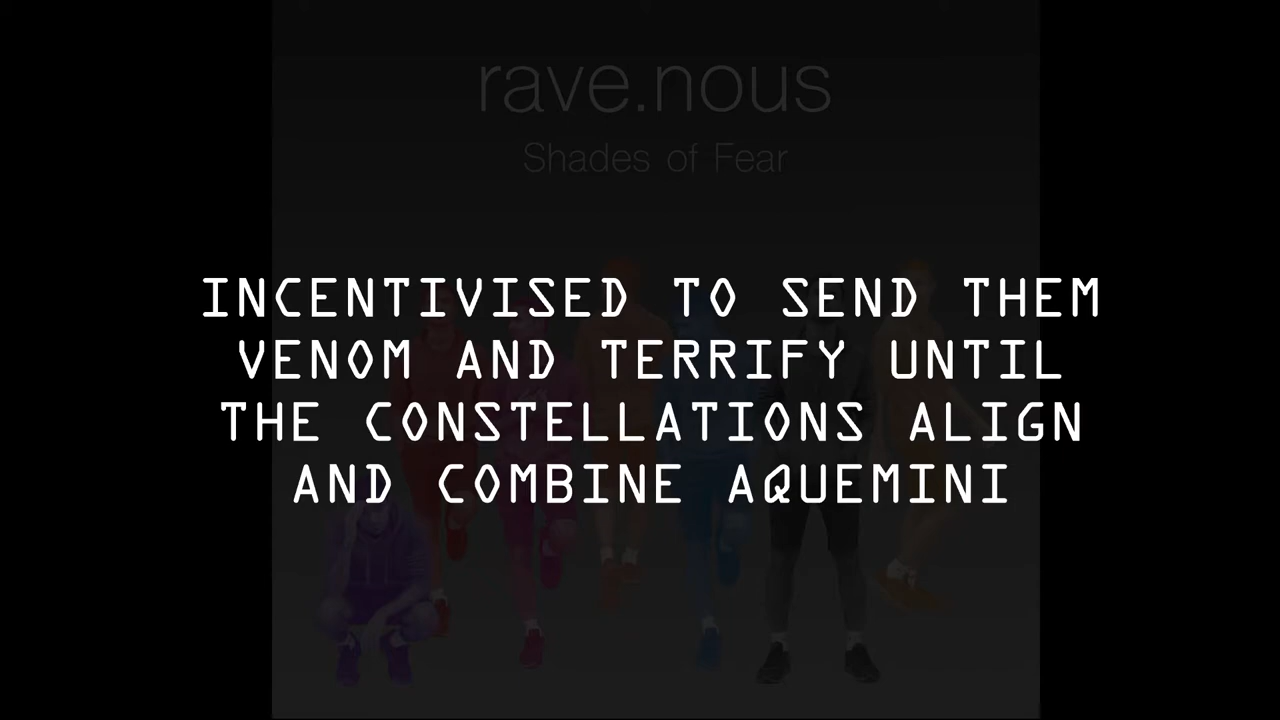 rave.nous
Shades of Fear
INCENTIVISED TO SEND THEM
VENOM AND TERRIFY UNTIL
THE CONSTELLATIONS ALIGN
AND COMBINE AQUEMINI